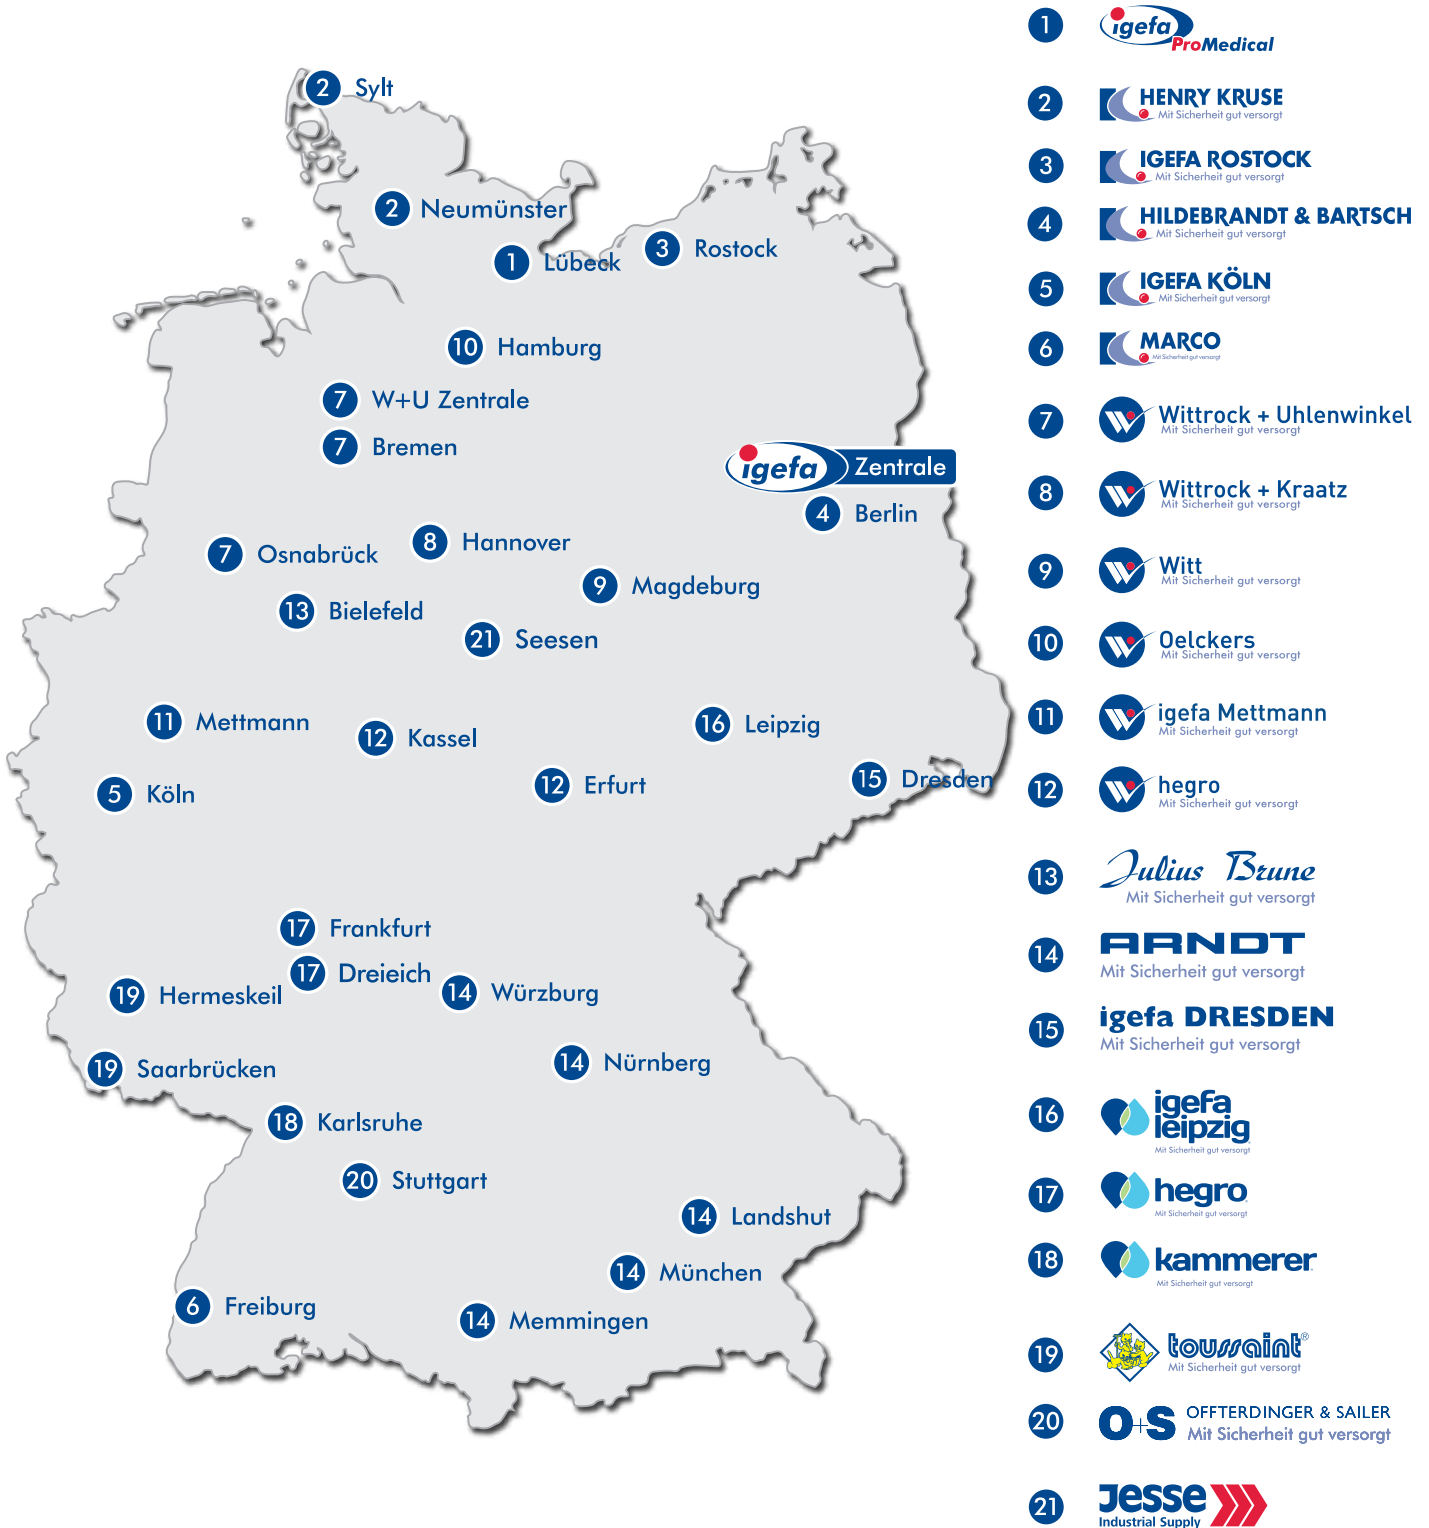 2 Sylt
2 Neumünster
1 Lübeck
3 Rostock
10 Hamburg
7 W+U Zentrale
7 Bremen
igefa Zentrale
4 Berlin
8 Hannover
7 Osnabrück
9 Magdeburg
13 Bielefeld
21 Seesen
11 Mettmann
12 Kassel
16 Leipzig
5 Köln
12 Erfurt
15 Dresden
17 Frankfurt
17 Dreieich
19 Hermeskeil
14 Würzburg
19 Saarbrücken
14 Nürnberg
18 Karlsruhe
20 Stuttgart
14 Landshut
14 München
6 Freiburg
14 Memmingen
1 igefa
ProMedical
2 HENRY KRUSE
Mit Sicherheit gut versorgt
3 IGEFA ROSTOCK
Mit Sicherheit gut versorgt
4 HILDEBRANDT & BARTSCH
Mit Sicherheit gut versorgt
5 IGEFA KÖLN
Mit Sicherheit gut versorgt
6 MARCO
Mit Sicherheit gut versorgt
7 Wittrock + Uhlenwinkel
Mit Sicherheit gut versorgt
8 Wittrock + Kraatz
Mit Sicherheit gut versorgt
9 Witt
Mit Sicherheit gut versorgt
10 Oelckers
Mit Sicherheit gut versorgt
11 igefa Mettmann
Mit Sicherheit gut versorgt
12 hegro
Mit Sicherheit gut versorgt
13 Julius Brune
Mit Sicherheit gut versorgt
14 ARNDT
Mit Sicherheit gut versorgt
15 igefa DRESDEN
Mit Sicherheit gut versorgt
16 igefa
leipzig
Mit Sicherheit gut versorgt
17 hegro
Mit Sicherheit gut versorgt
18 kammerer
Mit Sicherheit gut versorgt
19 toussaint®
Mit Sicherheit gut versorgt
20 O+S OFFTERDINGER & SAILER
Mit Sicherheit gut versorgt
21 Jesse
Industrial Supply